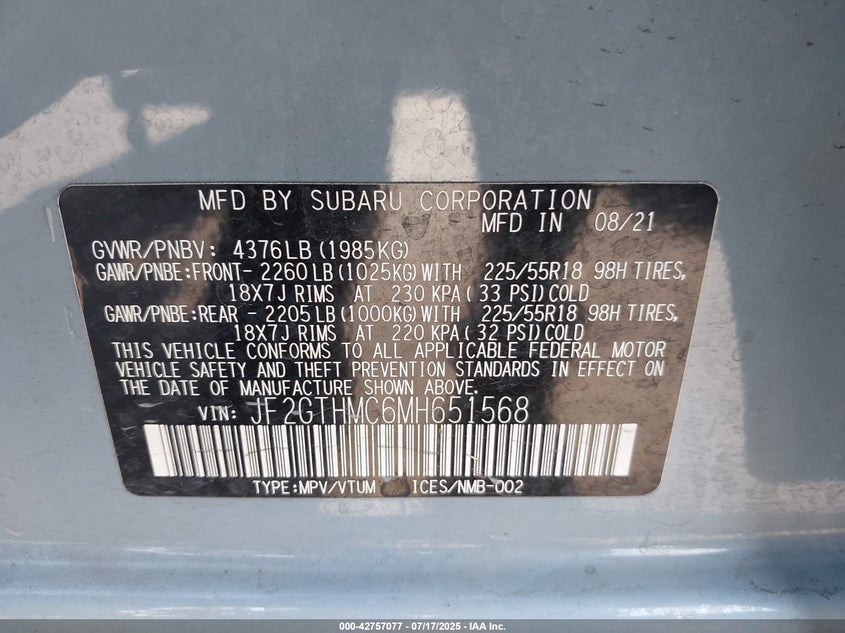 MFD BY SUBARU CORPORATION
MFD IN 08/21
GVWR/PNBV: 4376LB (1985KG)
GAWR/PNBE:FRONT- 2260 LB (1025KG) WITH 225/55R18 98H TIRES,
18X7J RIMS AT 230 KPA ( 33 PSI) COLD
GAWR/PNBE:REAR - 2205 LB (1000KG) WITH 225/55R18 98H TIRES,
18X7J RIMS AT 220 KPA ( 32 PSI) COLD
THIS VEHICLE CONFORMS TO ALL APPLICABLE FEDERAL MOTOR
VEHICLE SAFETY AND THEFT PREVENTION STANDARDS IN EFFECT ON
THE DATE OF MANUFACTURE SHOWN ABOVE.
VIN: JF2GTHMC6MH651568
TYPE:MPV/VTUM ICES/NMB-002
000-42757077 - 07/17/2025 - IAA Inc.